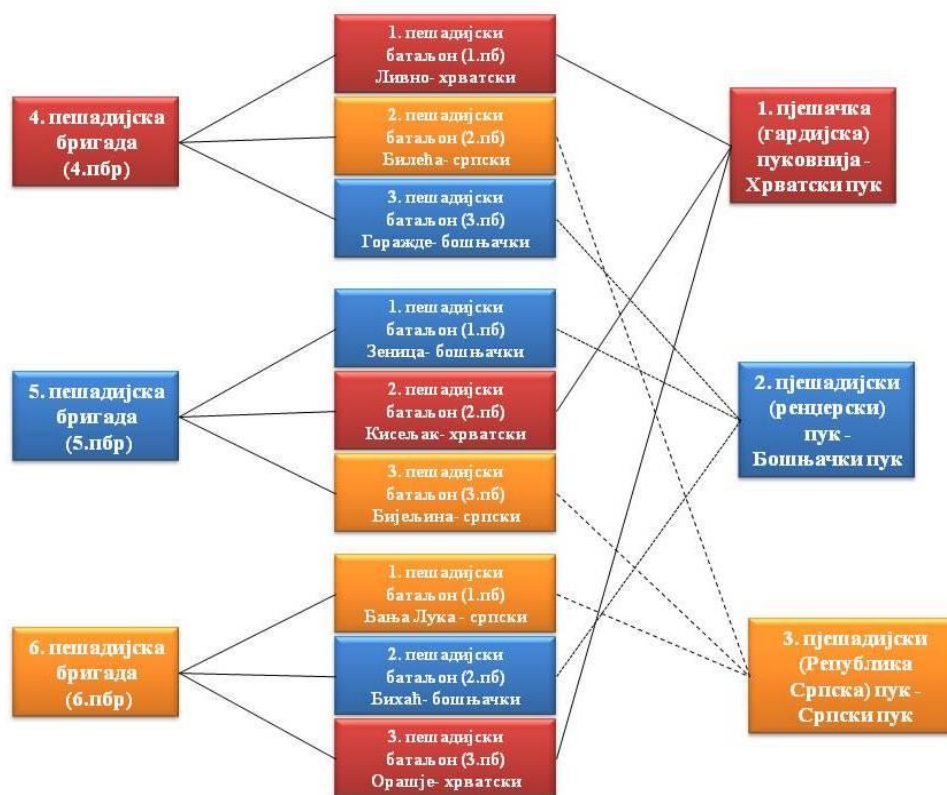 4. пешадијска
бригада
(4.пбр)
5. пешадијска
бригада
(5.пбр)
6. пешадијска
бригада
(6.пбр)
1. пешадијски
батаљон (1.пб)
Ливно- хрватски
2. пешадијски
батаљон (2.пб)
Билећа- српски
3. пешадијски
батаљон (3.пб)
Горажде- бошњачки
1. пешадијски
батаљон (1.пб)
Зеница- бошњачки
2. пешадијски
батаљон (2.пб)
Кисељак- хрватски
3. пешадијски
батаљон (3.пб)
Бијељина- српски
1. пешадијски
батаљон (1.пб)
Бања Лука - српски
2. пешадијски
батаљон (2.пб)
Бихаћ- бошњачки
3. пешадијски
батаљон (3.пб)
Орашје- хрватски
1. пјешачка
(гардијска)
пуковнија -
Хрватски пук
2. пјешадијски
(ренџерски)
пук -
Бошњачки пук
3. пјешадијски
(Република
Српска) пук -
Српски пук